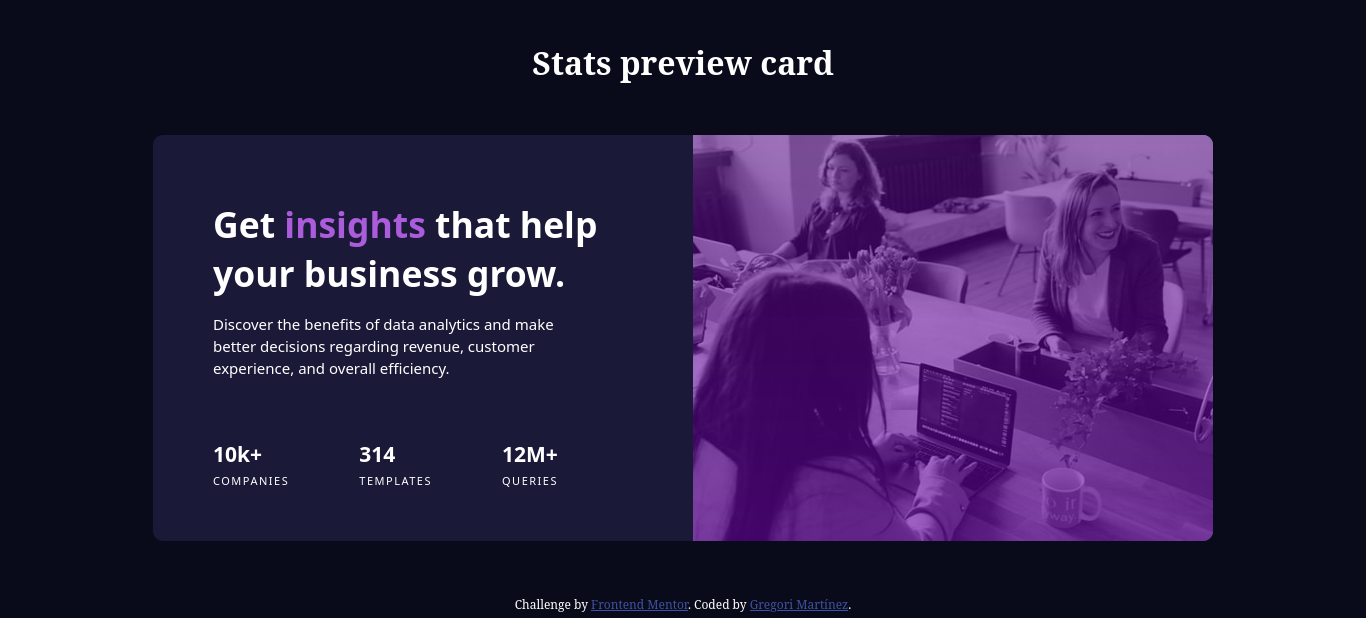 Stats preview card
Get insights that help
your business grow.
Discover the benefits of data analytics and make
better decisions regarding revenue, customer
experience, and overall efficiency.
10k+ 314 12M+
COMPANIES TEMPLATES QUERIES
Challenge by Frontend Mentor. Coded by Gregori Martínez.